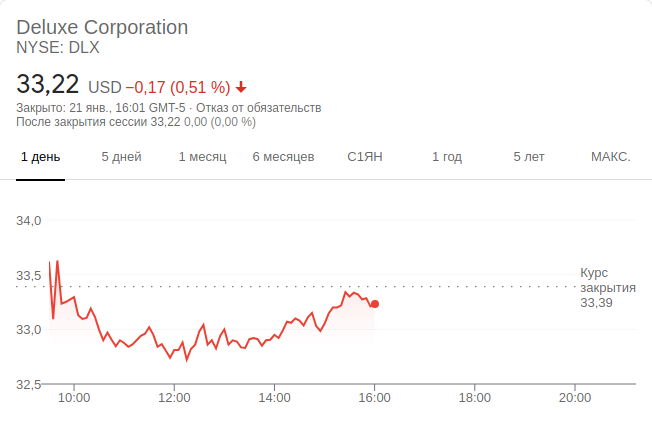 Deluxe Corporation
NYSE: DLX
33,22 USD −0,17 (0,51 %)
Закрыто: 21 янв., 16:01 GMT-5 · Отказ от обязательств
После закрытия сессии 33,22 0,00 (0,00 %)
1 день 5 дней 1 месяц 6 месяцев С1ЯН 1 год 5 лет МАКС.
34,0
33,5
33,0
32,5
Курс
закрытия
33,39
10:00 12:00 14:00 16:00 18:00 20:00